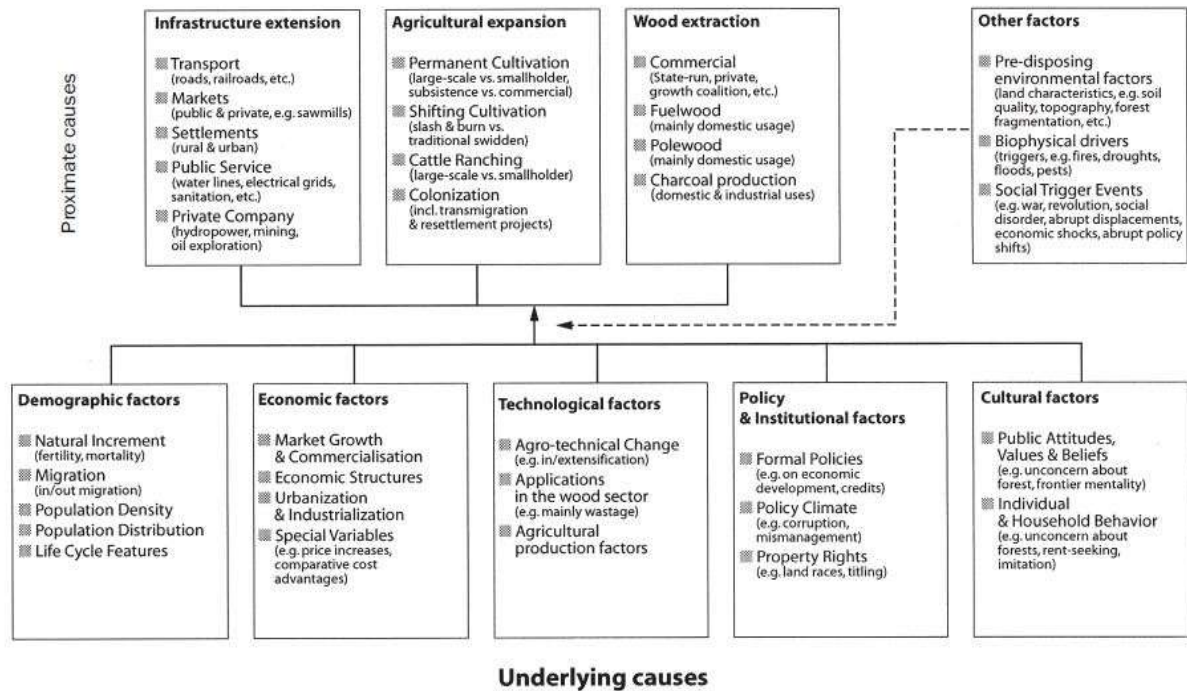 Proximate causes
Infrastructure extension
Transport
(roads, railroads, etc.)
Markets
(public & private, e.g. sawmills)
Settlements
(rural & urban)
Public Service
(water lines, electrical grids,
sanitation, etc.)
Private Company
(hydropower, mining,
oil exploration)
Agricultural expansion
Permanent Cultivation
(large-scale vs. smallholder,
subsistence vs. commercial)
Shifting Cultivation
(slash & burn vs.
traditional swidden)
Cattle Ranching
(large-scale vs. smallholder)
Colonization
(incl. transmigration
& resettlement projects)
Wood extraction
Commercial
(State-run, private,
growth coalition, etc.)
Fuelwood
(mainly domestic usage)
Polewood
(mainly domestic usage)
Charcoal production
(domestic & industrial uses)
Other factors
Pre-disposing
environmental factors
(land characteristics, e.g. soil
quality, topography, forest
fragmentation, etc.)
Biophysical drivers
(triggers, e.g. fires, droughts,
floods, pests)
Social Trigger Events
(e.g. war, revolution, social
disorder, abrupt displacements,
economic shocks, abrupt policy
shifts)
Demographic factors
Natural Increment
(fertility, mortality)
Migration
(in/out migration)
Population Density
Population Distribution
Life Cycle Features
Economic factors
Market Growth
& Commercialisation
Economic Structures
Urbanization
& Industrialization
Special Variables
(e.g. price increases,
comparative cost
advantages)
Technological factors
Agro-technical Change
(e.g. in/extensification)
Applications
in the wood sector
(e.g. mainly wastage)
Agricultural
production factors
Policy
& Institutional factors
Formal Policies
(e.g. on economic
development, credits)
Policy Climate
(e.g. corruption,
mismanagement)
Property Rights
(e.g. land races, titling)
Cultural factors
Public Attitudes,
Values & Beliefs
(e.g. unconcern about
forest, frontier mentality)
Individual
& Household Behavior
(e.g. unconcern about
forests, rent-seeking,
imitation)
Underlying causes